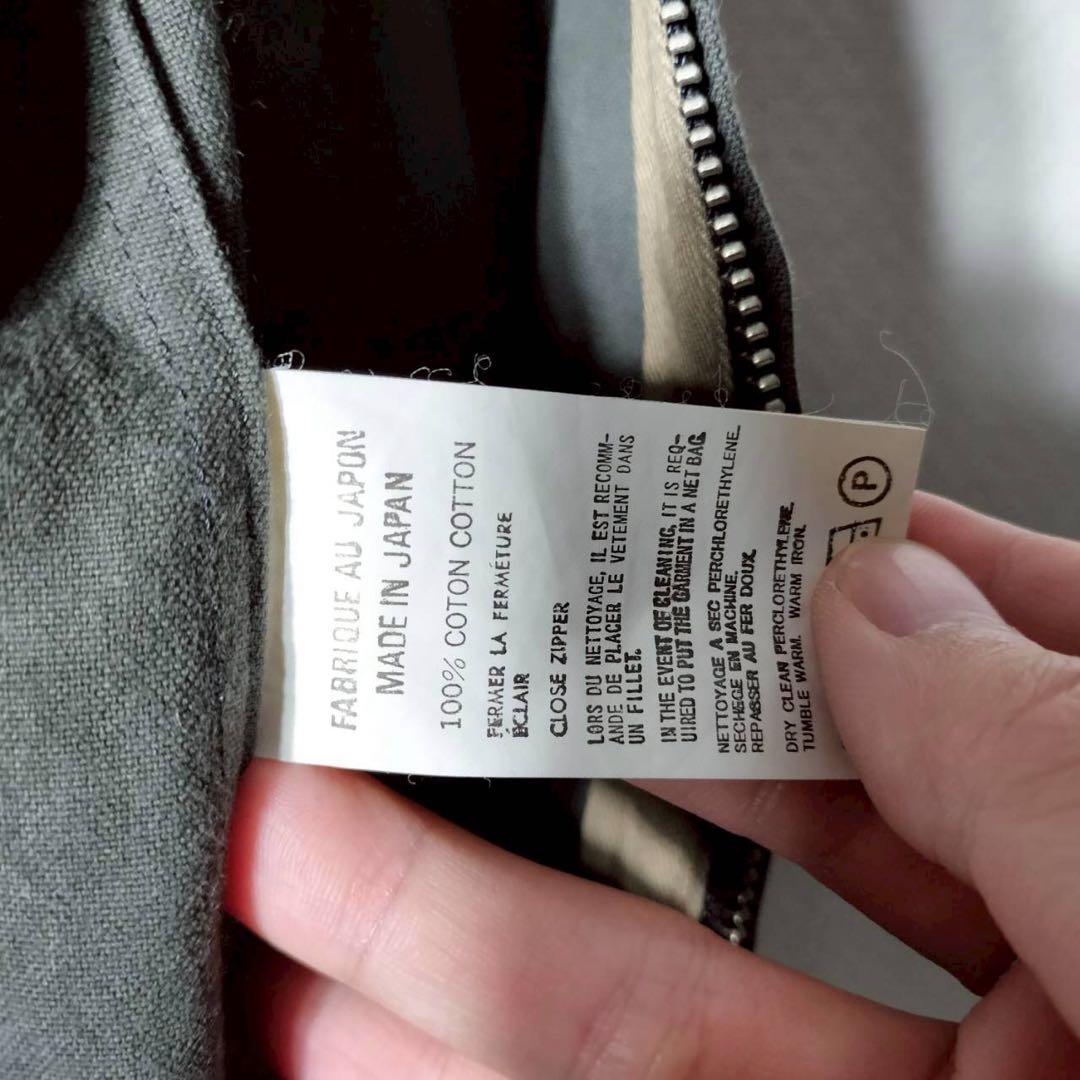 FABRIQUE AU JAPON
MADE IN JAPAN
100% COTON COTTON
FERMER LA FERMÉTURE
ÉCLAIR
CLOSE ZIPPER
LORS DU NETTOYAGE, IL EST RECOMM-
ANDE DE PLACER LE VETEMENT DANS
UN FILLET.
IN THE EVENT OF CLEANING, IT IS REQ-
UIRED TO PUT THE GARMENT IN A NET BAG.
NETTOYAGE A SEC PERCHLORETHYLENE.
SECHEGE EN MACHINE.
REPASSER AU FER DOUX.
DRY CLEAN PERCLORETHYLENE.
TUMBLE WARM. WARM IRON.
P